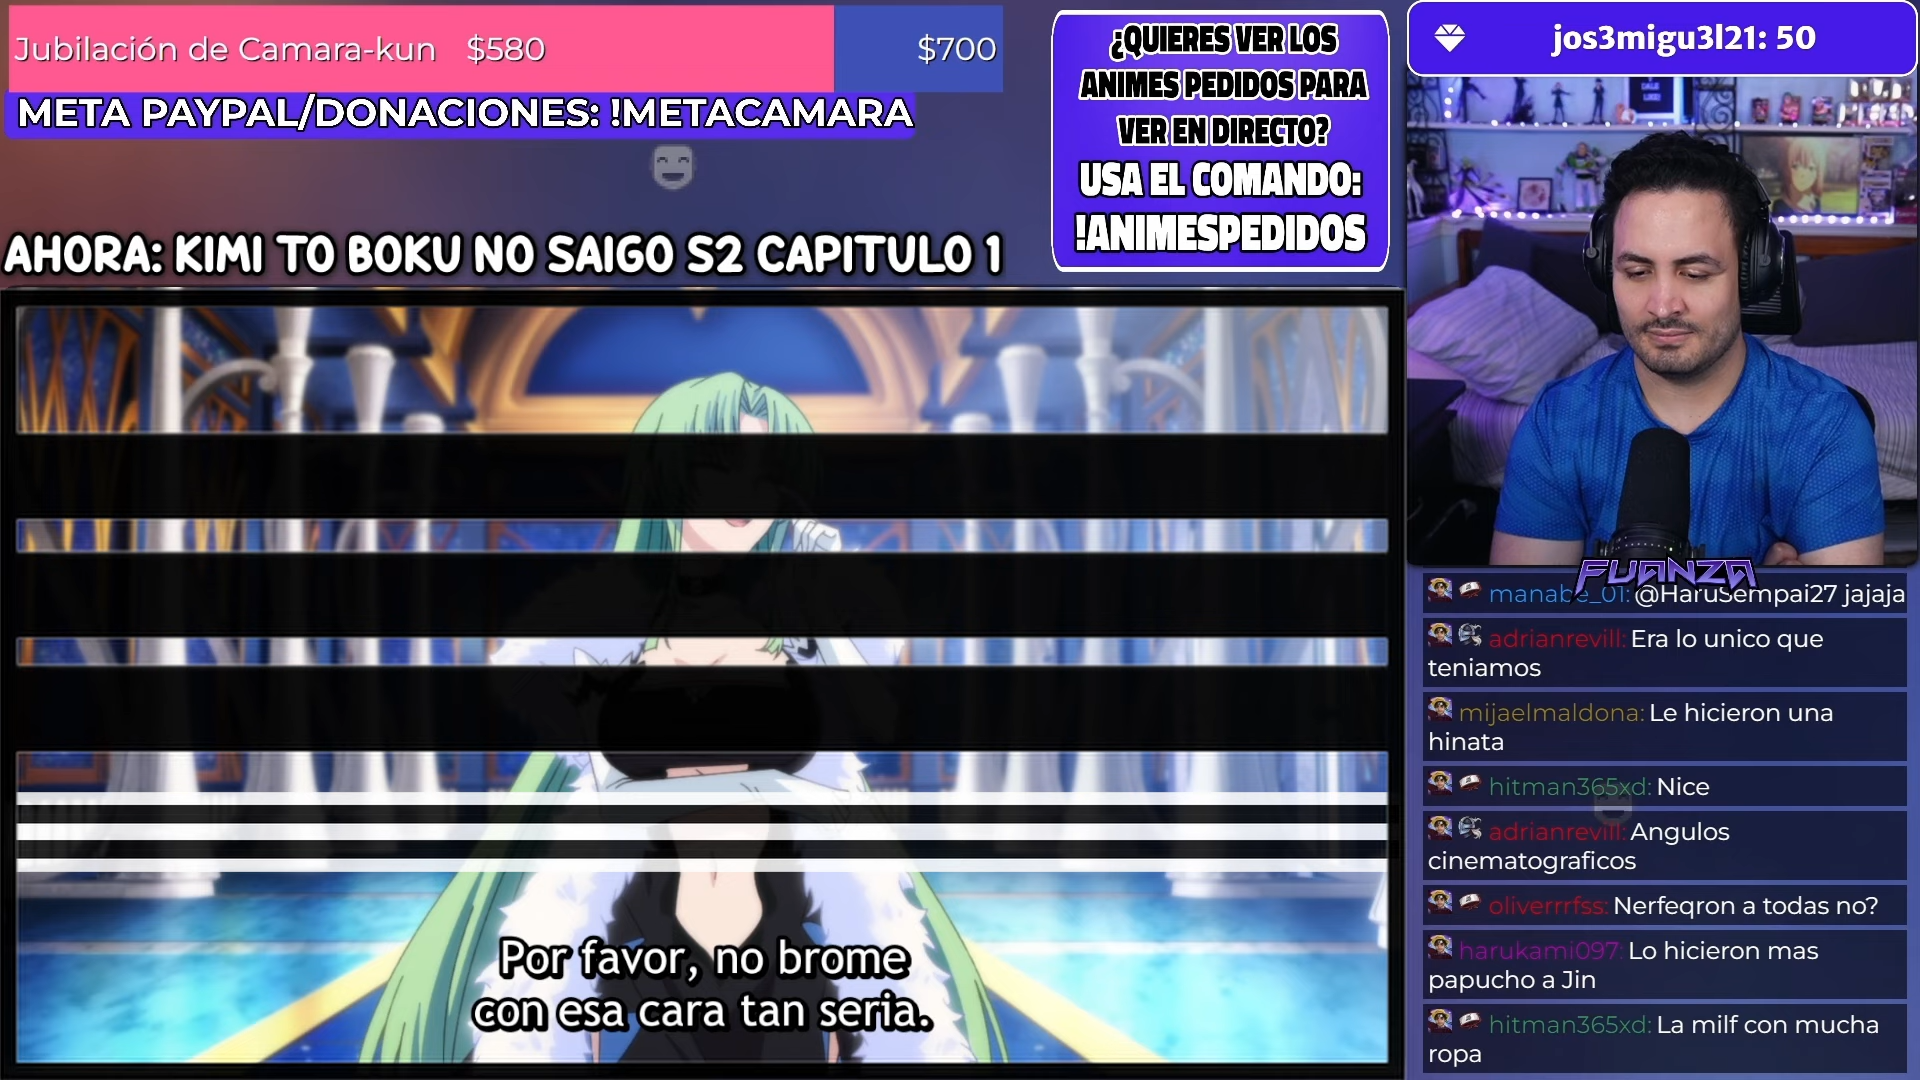 Jubilación de Camara-kun $580 $700
META PAYPAL/DONACIONES: !METACAMARA
AHORA: KIMI TO BOKU NO SAIGO S2 CAPITULO 1
¿QUIERES VER LOS
ANIMES PEDIDOS PARA
VER EN DIRECTO?
USA EL COMANDO:
!ANIMESPEDIDOS
jos3migu3l21: 50
Por favor, no brome
con esa cara tan seria.
FUANZA
manabe_01: @HaruSempai27 jajaja
adrianrevill: Era lo unico que
teniamos
mijaelmaldona: Le hicieron una
hinata
hitman365xd: Nice
adrianrevill: Angulos
cinematograficos
oliverrrfss: Nerfeqron a todas no?
harukami097: Lo hicieron mas
papucho a Jin
hitman365xd: La milf con mucha
ropa